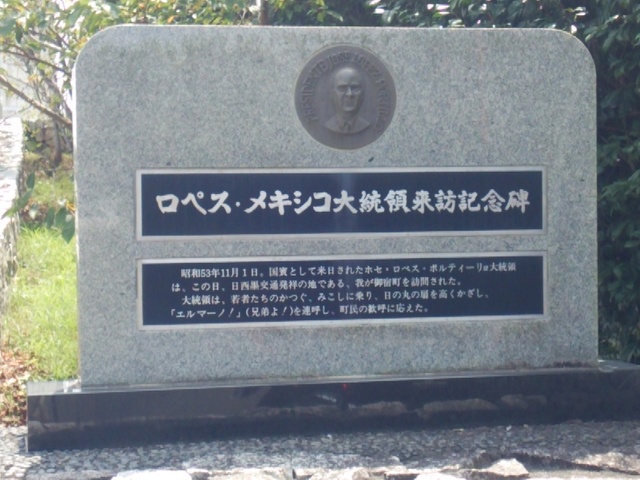 ロペス・メキシコ大統領来訪記念碑
昭和53年11月1日。国賓として来日されたホセ・ロペス・ポルティーリョ大統領
は、この日、日西墨交通発祥の地である、我が御宿町を訪問された。
大統領は、若者たちのかつぐ、みこしに乗り、日の丸の扇を高くかざし、
「エルマーノ!」(兄弟よ!)を連呼し、町民の歓呼に応えた。